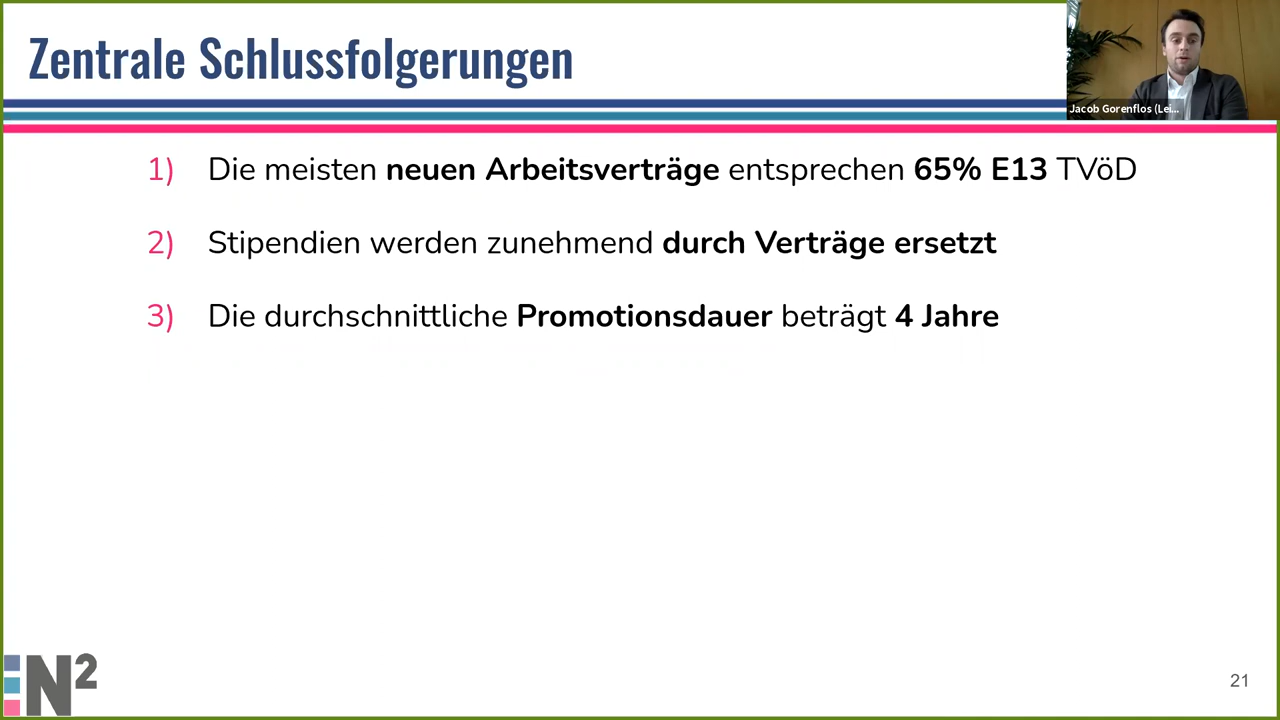 Zentrale Schlussfolgerungen
Jacob Gorenflos (Lei...
1) Die meisten neuen Arbeitsverträge entsprechen 65% E13 TVöD
2) Stipendien werden zunehmend durch Verträge ersetzt
3) Die durchschnittliche Promotionsdauer beträgt 4 Jahre
N²
21